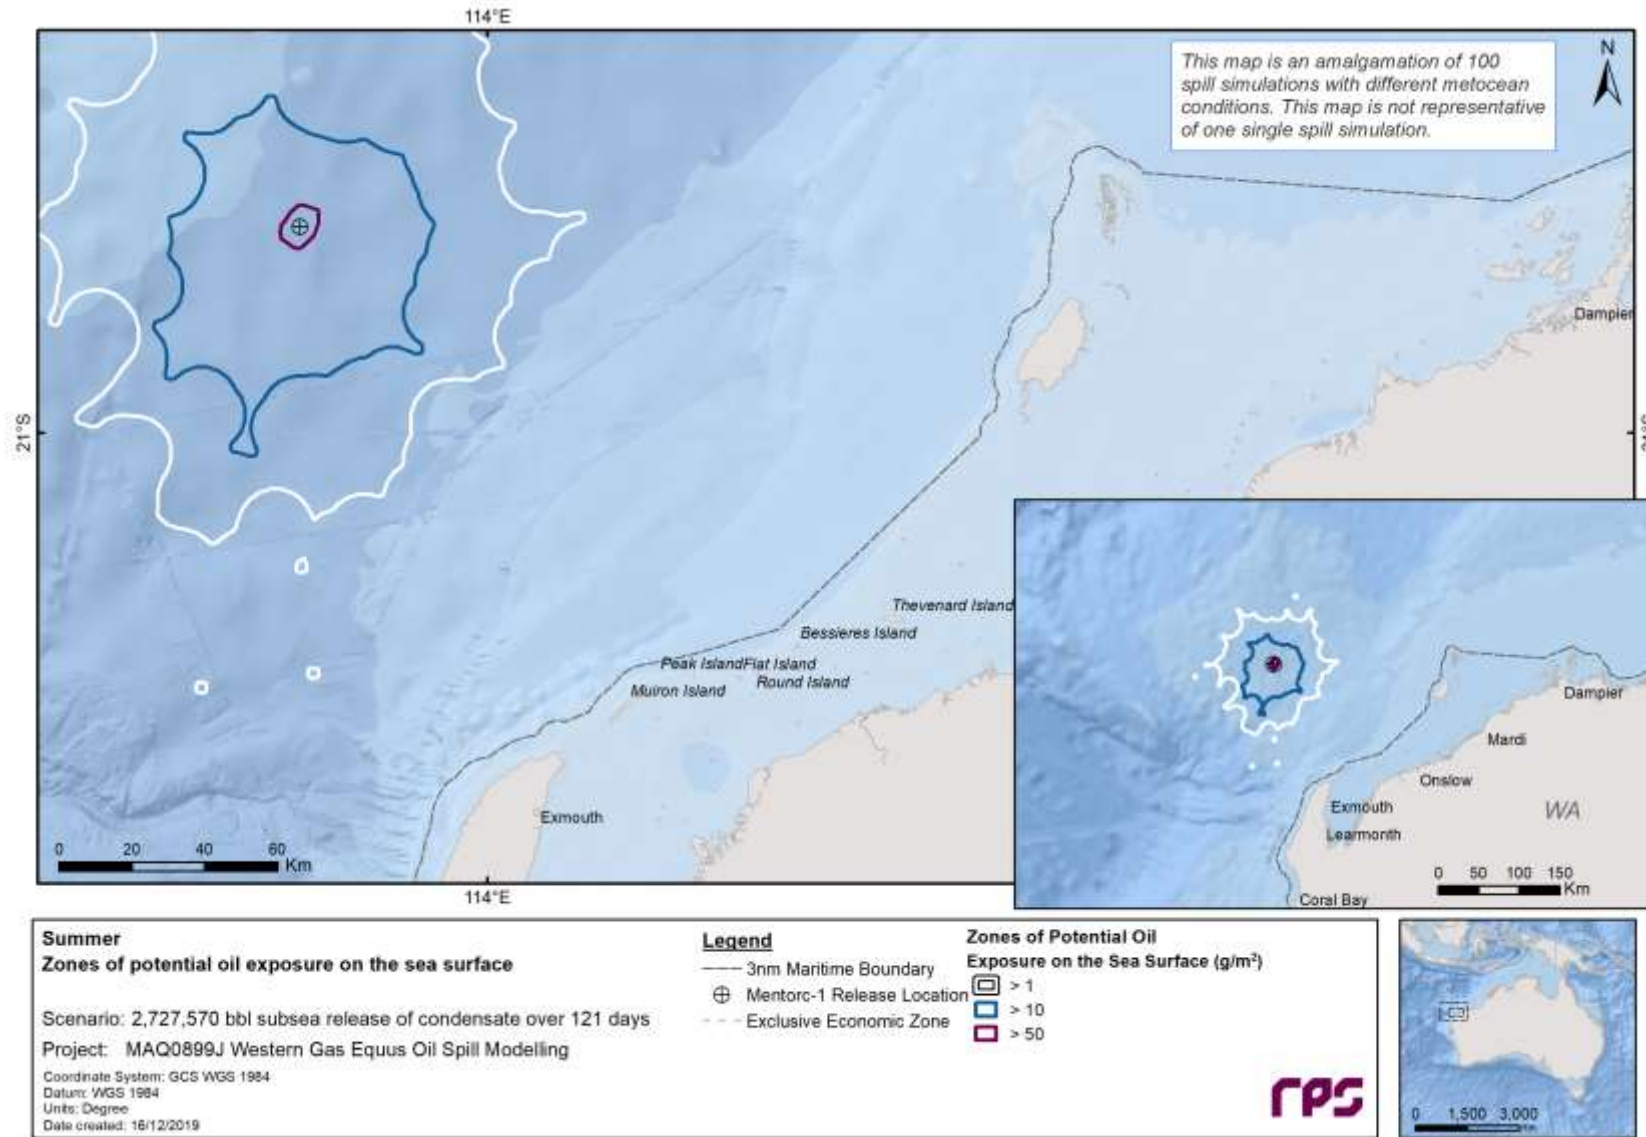 114°E
This map is an amalgamation of 100
spill simulations with different metocean
conditions. This map is not representative
of one single spill simulation.
N
Dampier
21°S
Thevenard Island
Bessieres Island
Peak Island Flat Island
Muiron Island
Round Island
Exmouth
0 20 40 60
Km
114°E
Dampier
Mardi
Onslow
Exmouth
WA
Learmonth
0 50 100 150
Km
Coral Bay
Summer
Zones of potential oil exposure on the sea surface
Scenario: 2,727,570 bbl subsea release of condensate over 121 days
Project: MAQ0899J Western Gas Equus Oil Spill Modelling
Coordinate System: GCS WGS 1984
Datum: WGS 1984
Units: Degree
Date created: 16/12/2019
Legend
3nm Maritime Boundary
Mentorc-1 Release Location
Exclusive Economic Zone
Zones of Potential Oil
Exposure on the Sea Surface (g/m²)
> 1
> 10
> 50
rps
0 1,500 3,000